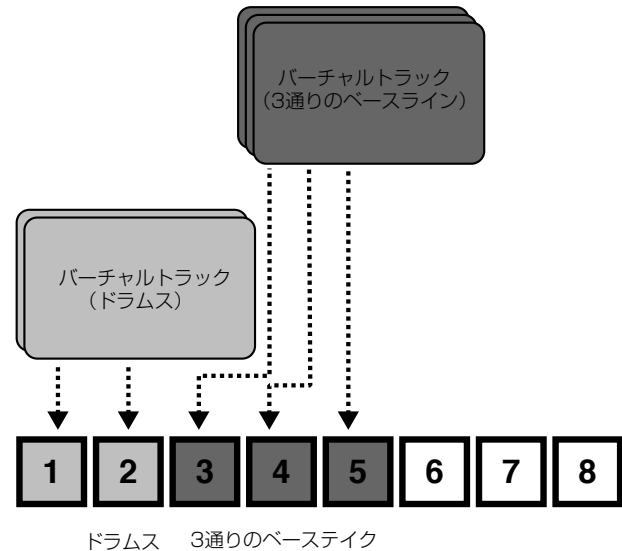 バーチャルトラック
（3通りのベースライン）
バーチャルトラック
（ドラムス）
1 2 3 4 5 6 7 8
ドラムス 3通りのベーステイク